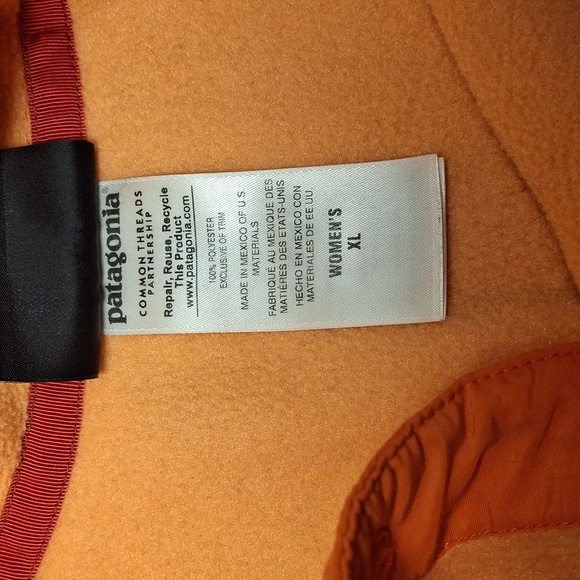 patagonia®
COMMON THREADS
PARTNERSHIP
Repair, Reuse, Recycle
This Product
www.patagonia.com
100% POLYESTER
EXCLUSIVE OF TRIM
MADE IN MEXICO OF U.S.
MATERIALS
FABRIQUÉ AU MEXIQUE DES
MATIÈRES DES ETATS-UNIS
HECHO EN MEXICO CON
MATERIALES DE EE UU
WOMEN'S
XL